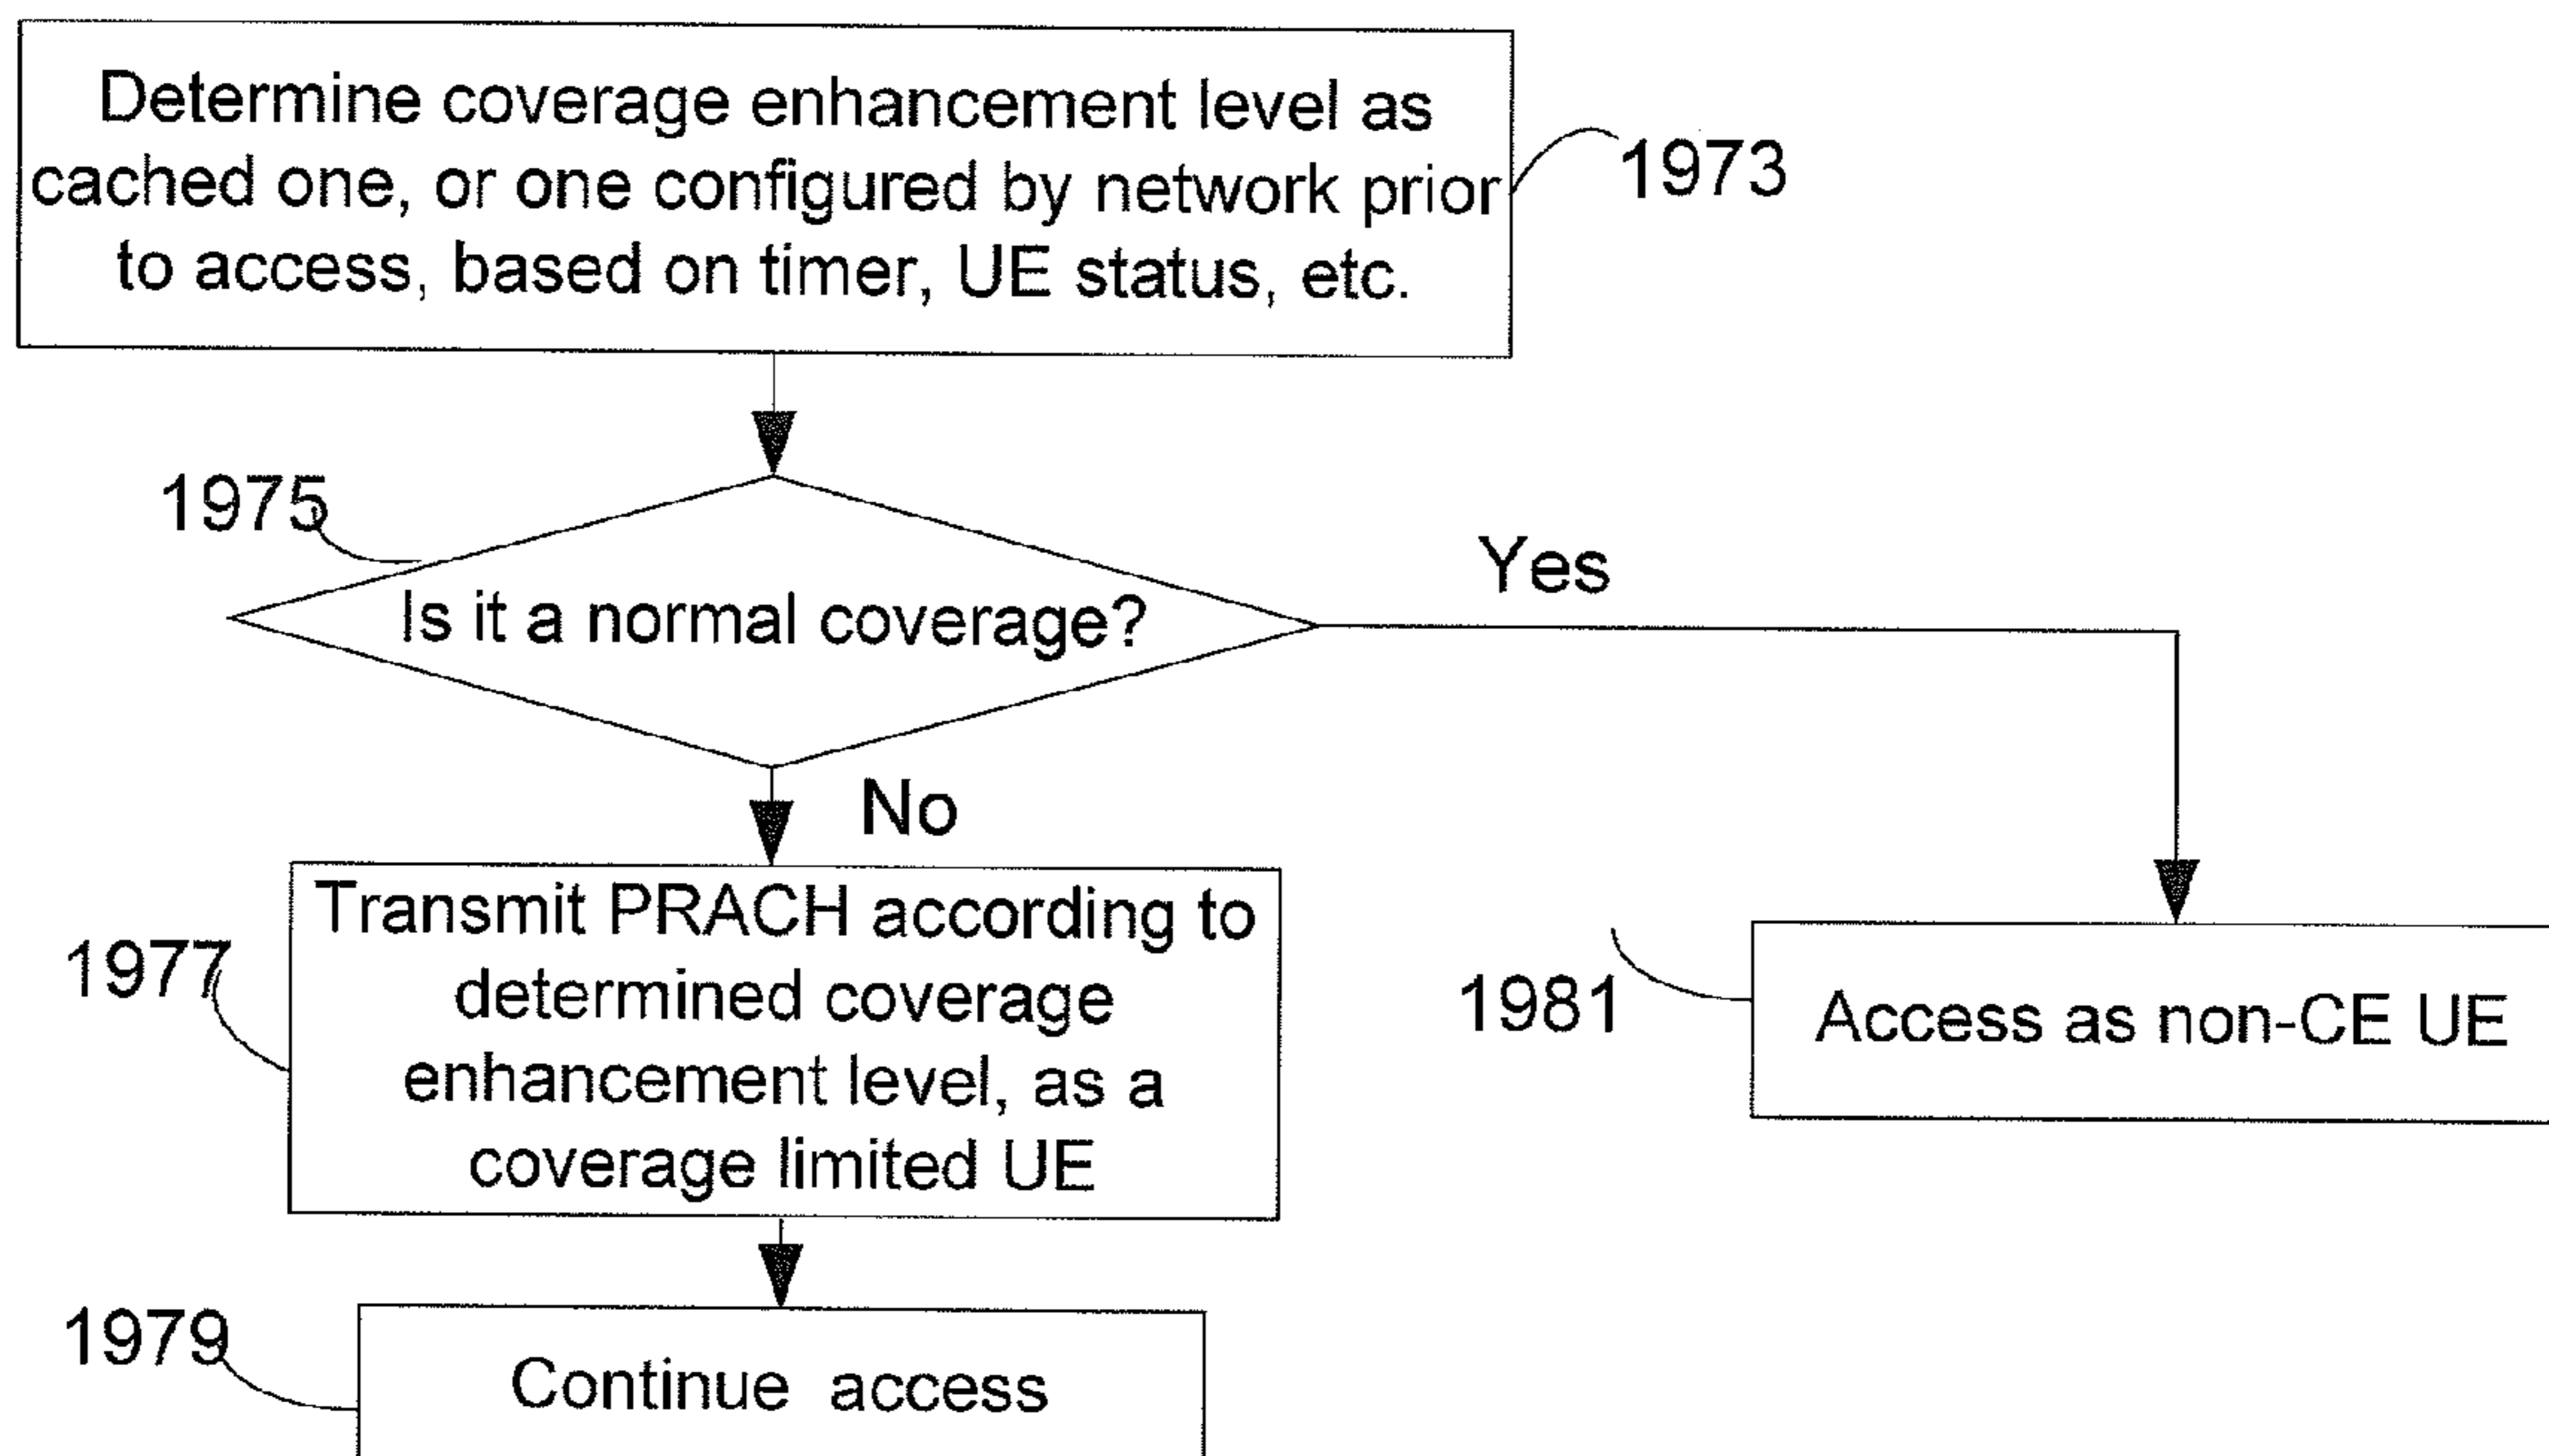 Determine coverage enhancement level as
cached one, or one configured by network prior
to access, based on timer, UE status, etc.
1973
1975
Is it a normal coverage?
Yes
No
Transmit PRACH according to
determined coverage
enhancement level, as a
coverage limited UE
1977
1981
Access as non-CE UE
1979
Continue access